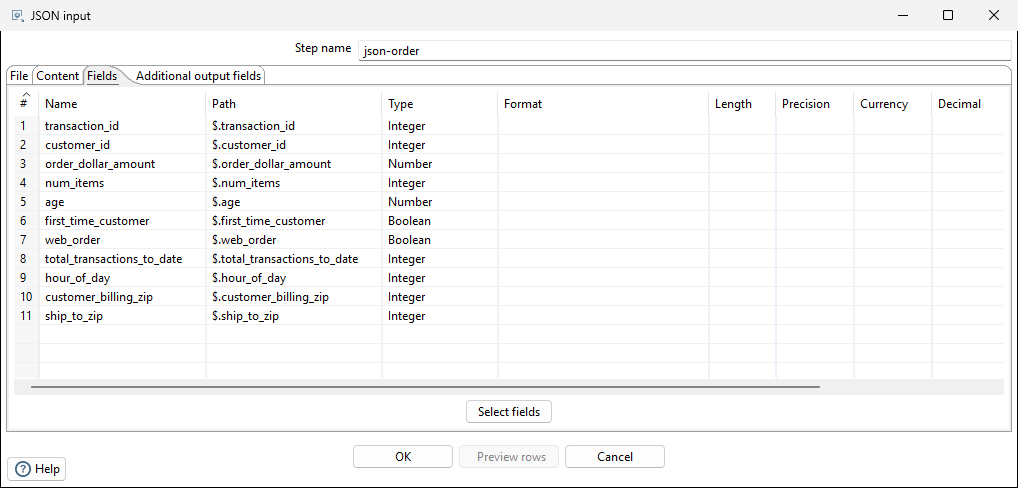 JSON input
Step name json-order
File Content Fields Additional output fields
# Name Path Type Format Length Precision Currency Decimal
1 transaction_id $.transaction_id Integer
2 customer_id $.customer_id Integer
3 order_dollar_amount $.order_dollar_amount Number
4 num_items $.num_items Integer
5 age $.age Number
6 first_time_customer $.first_time_customer Boolean
7 web_order $.web_order Boolean
8 total_transactions_to_date $.total_transactions_to_date Integer
9 hour_of_day $.hour_of_day Integer
10 customer_billing_zip $.customer_billing_zip Integer
11 ship_to_zip $.ship_to_zip Integer
Select fields
OK Preview rows Cancel
? Help